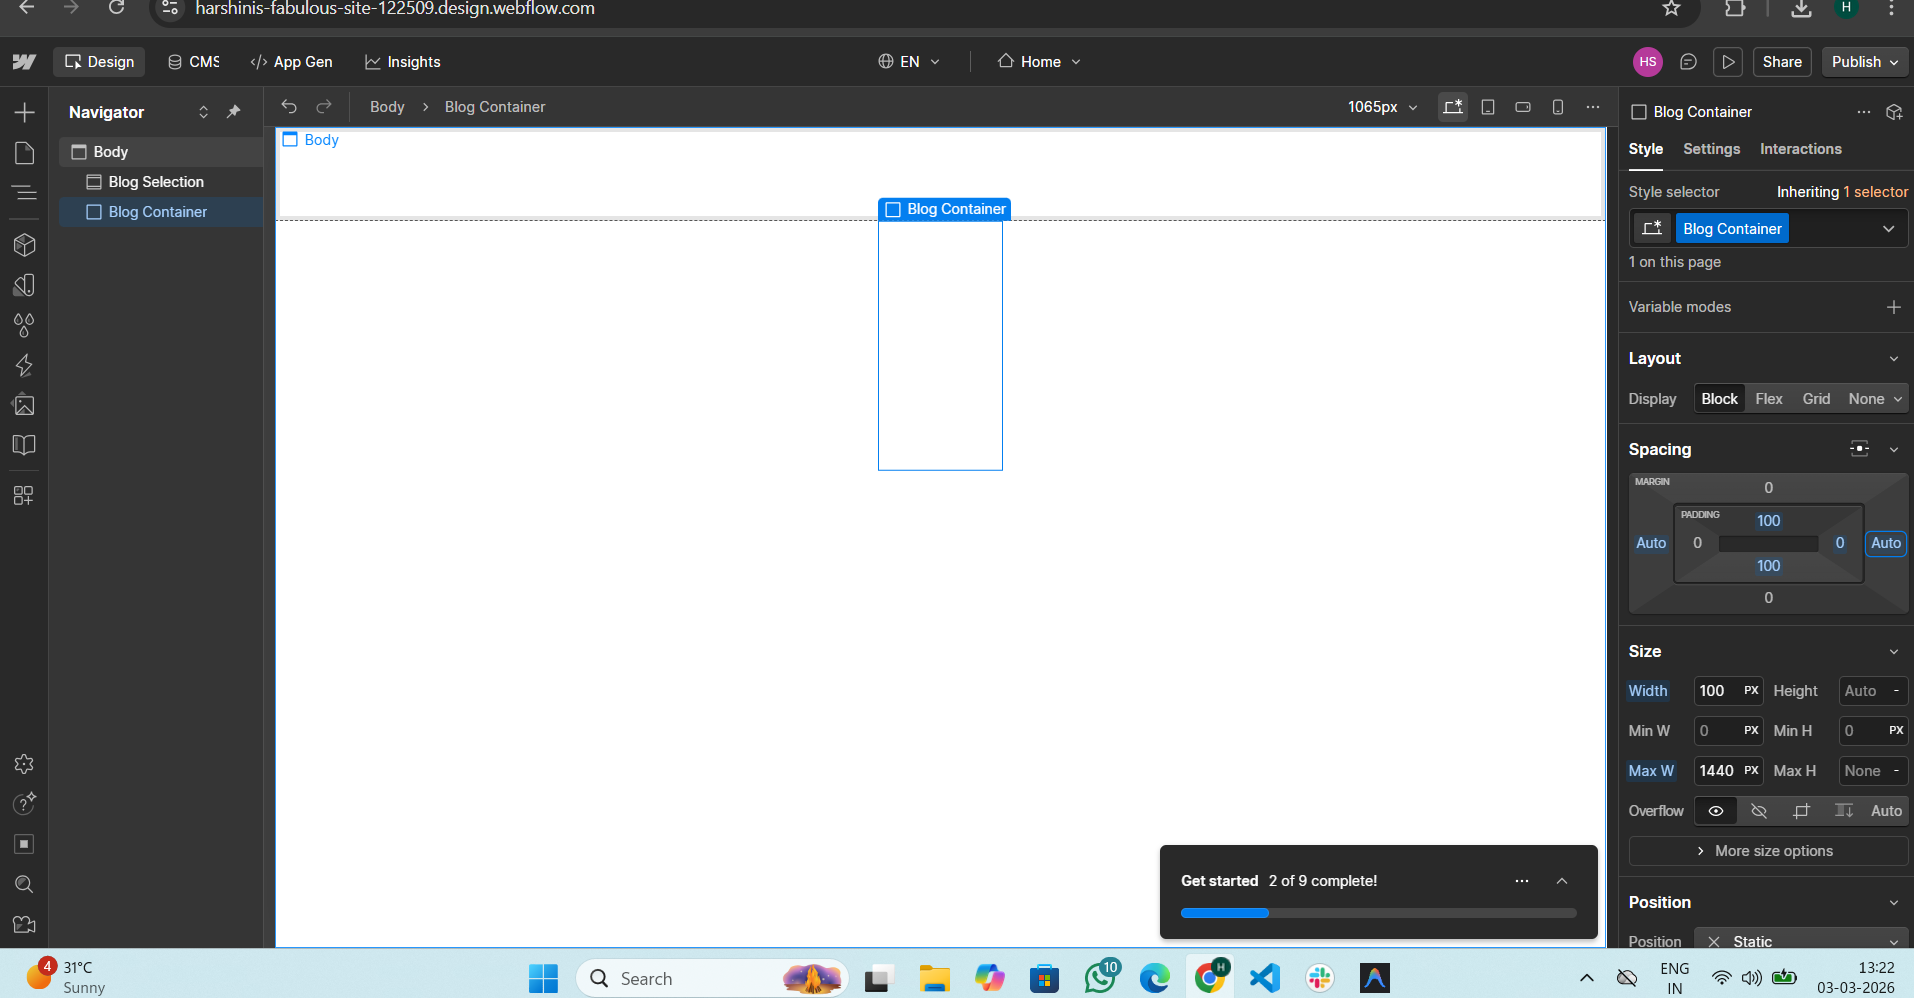 harshinis-fabulous-site-122509.design.webflow.com
H
Design
CMS
App Gen
Insights
EN
Home
HS
Share
Publish
Navigator
Body
Blog Selection
Blog Container
Body > Blog Container
1065px
Body
Blog Container
Blog Container
Style
Settings
Interactions
Style selector
Inheriting 1 selector
Blog Container
1 on this page
Variable modes
Layout
Display
Block
Flex
Grid
None
Spacing
MARGIN
0
PADDING
100
Auto
0
0
Auto
100
0
Size
Width
100 PX
Height
Auto -
Min W
0 PX
Min H
0 PX
Max W
1440 PX
Max H
None -
Overflow
Auto
More size options
Position
Position
Static
Get started 2 of 9 complete!
4
31°C
Sunny
Search
10
H
ENG
IN
13:22
03-03-2026